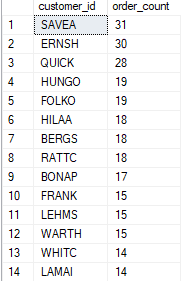 customer_id order_count
1 SAVEA 31
2 ERNSH 30
3 QUICK 28
4 HUNGO 19
5 FOLKO 19
6 HILAA 18
7 BERGS 18
8 RATTC 18
9 BONAP 17
10 FRANK 15
11 LEHMS 15
12 WARTH 15
13 WHITC 14
14 LAMAI 14